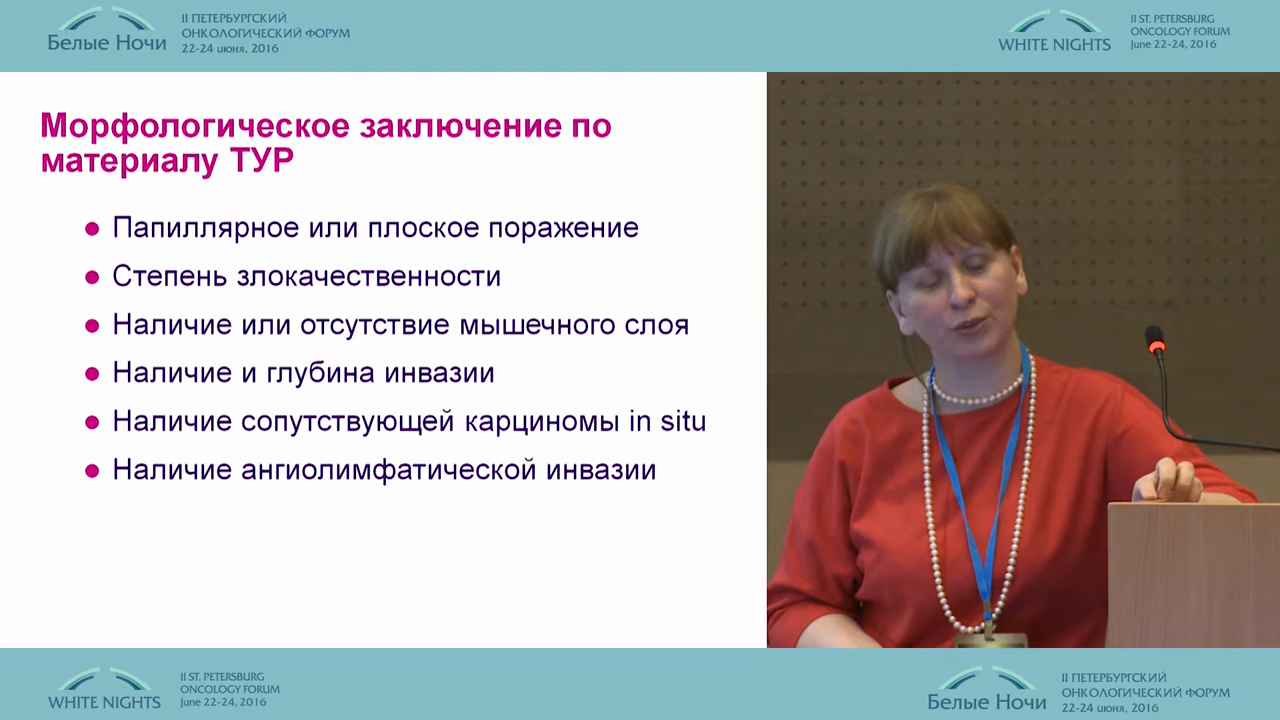 Белые Ночи
II ПЕТЕРБУРГСКИЙ
ОНКОЛОГИЧЕСКИЙ ФОРУМ
22-24 июня, 2016
WHITE NIGHTS
II ST. PETERSBURG
ONCOLOGY FORUM
June 22-24, 2016
Морфологическое заключение по
материалу ТУР
● Папиллярное или плоское поражение
● Степень злокачественности
● Наличие или отсутствие мышечного слоя
● Наличие и глубина инвазии
● Наличие сопутствующей карциномы in situ
● Наличие ангиолимфатической инвазии
WHITE NIGHTS
II ST. PETERSBURG
ONCOLOGY FORUM
June 22-24, 2016
Белые Ночи
II ПЕТЕРБУРГСКИЙ
ОНКОЛОГИЧЕСКИЙ ФОРУМ
22-24 июня, 2016